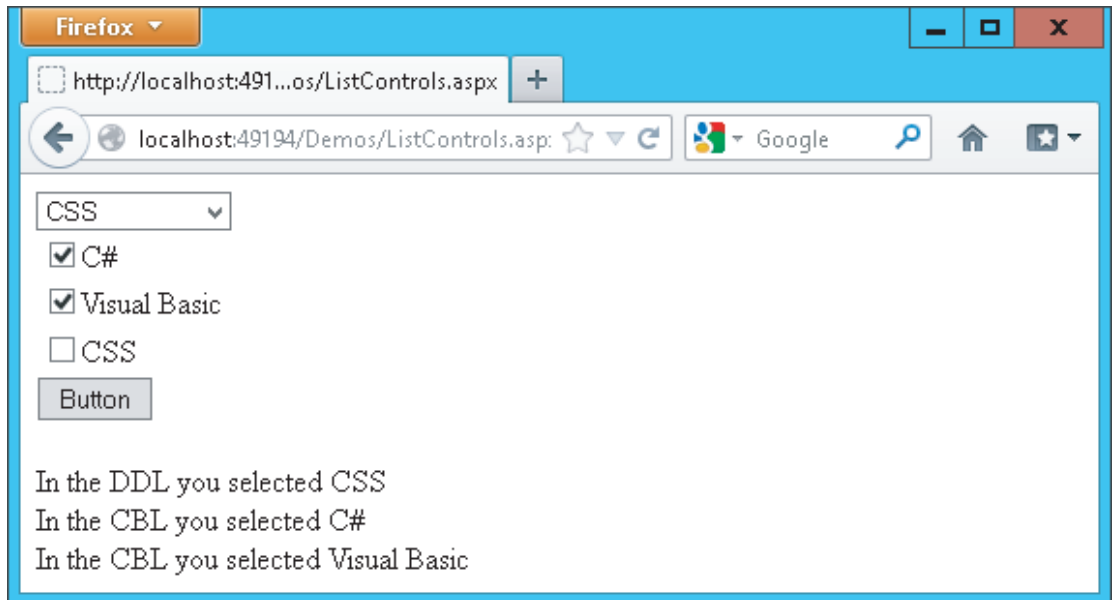 Firefox
http://localhost:491...os/ListControls.aspx
localhost:49194/Demos/ListControls.asp
Google
CSS
C#
Visual Basic
CSS
Button
In the DDL you selected CSS
In the CBL you selected C#
In the CBL you selected Visual Basic